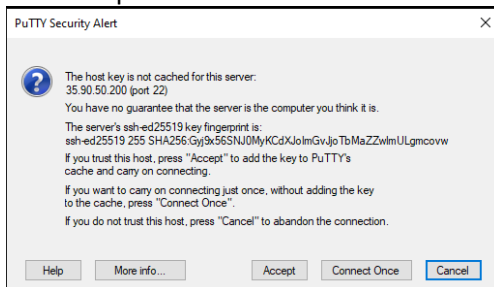 PuTTY Security Alert
The host key is not cached for this server:
35.90.50.200 (port 22)
You have no guarantee that the server is the computer you think it is.
The server's ssh-ed25519 key fingerprint is:
ssh-ed25519 255 SHA256:Gyj9x56SNJ0MyKCdXJolmGvJjoTbMaZZwlmULgmcovw
If you trust this host, press "Accept" to add the key to PuTTY's
cache and carry on connecting.
If you want to carry on connecting just once, without adding the key
to the cache, press "Connect Once".
If you do not trust this host, press "Cancel" to abandon the connection.
Help More info... Accept Connect Once Cancel